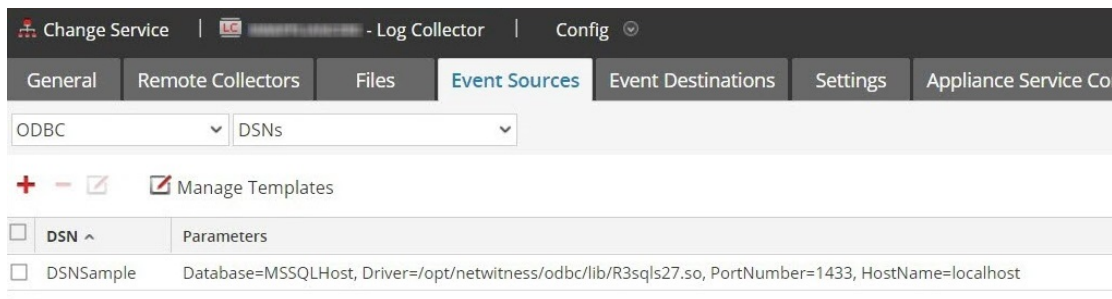 Change Service | LC - Log Collector | Config
General Remote Collectors Files Event Sources Event Destinations Settings Appliance Service Co
ODBC DSNs
Manage Templates
DSN Parameters
DSNSample Database=MSSQLHost, Driver=/opt/netwitness/odbc/lib/R3sqls27.so, PortNumber=1433, HostName=localhost